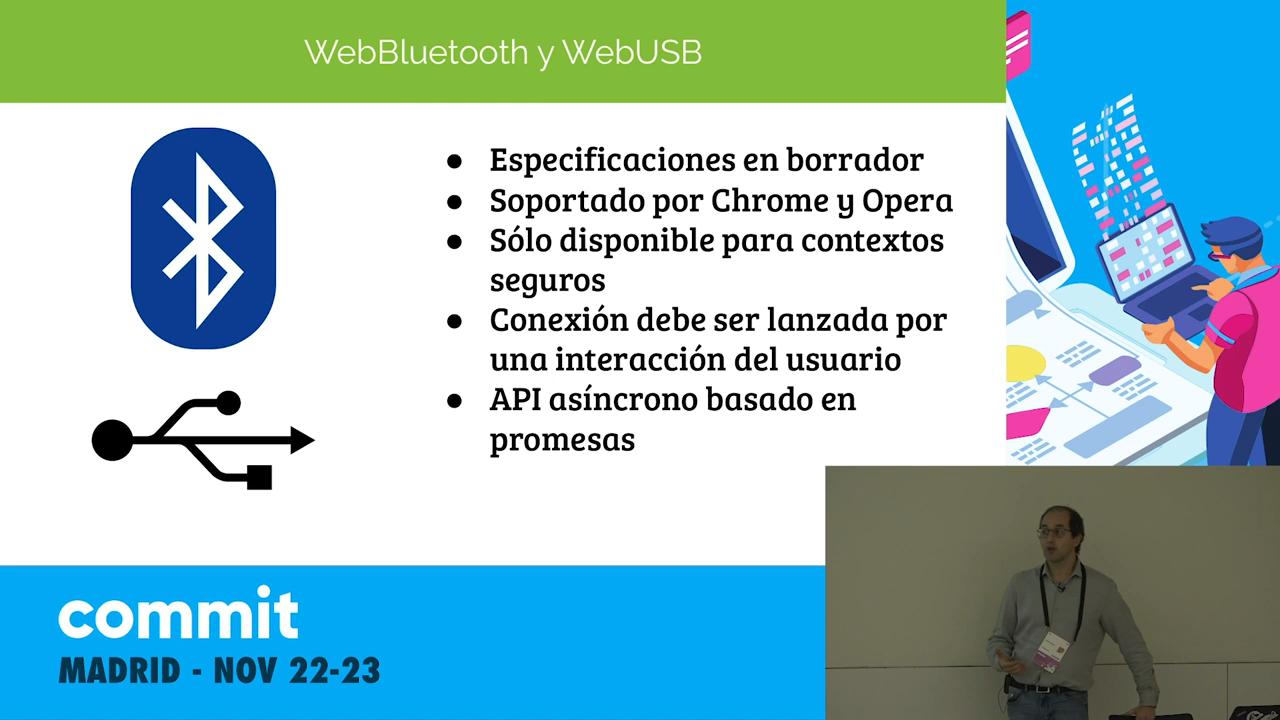 WebBluetooth y WebUSB
● Especificaciones en borrador
● Soportado por Chrome y Opera
● Sólo disponible para contextos
seguros
● Conexión debe ser lanzada por
una interacción del usuario
● API asíncrono basado en
promesas
commit
MADRID - NOV 22-23